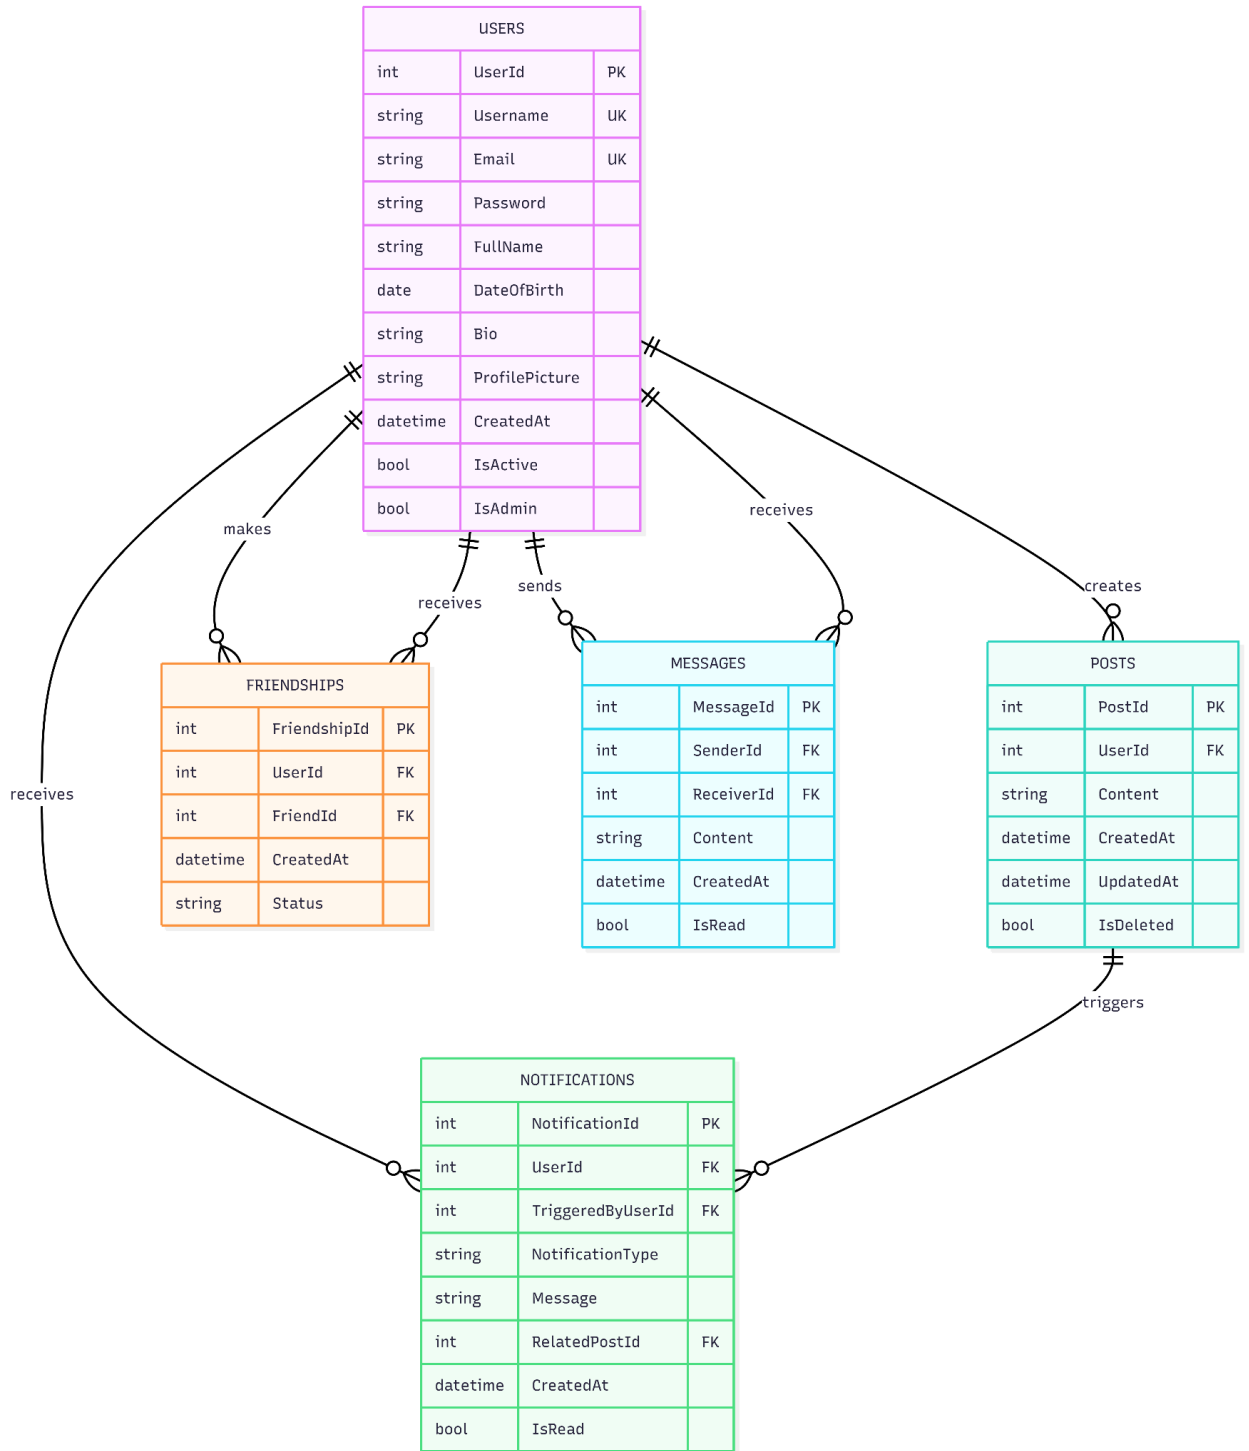 USERS
int UserId PK
string Username UK
string Email UK
string Password
string FullName
date DateOfBirth
string Bio
string ProfilePicture
datetime CreatedAt
bool IsActive
bool IsAdmin
makes
receives
sends
receives
creates
receives
FRIENDSHIPS
int FriendshipId PK
int UserId FK
int FriendId FK
datetime CreatedAt
string Status
MESSAGES
int MessageId PK
int SenderId FK
int ReceiverId FK
string Content
datetime CreatedAt
bool IsRead
POSTS
int PostId PK
int UserId FK
string Content
datetime CreatedAt
datetime UpdatedAt
bool IsDeleted
triggers
NOTIFICATIONS
int NotificationId PK
int UserId FK
int TriggeredByUserId FK
string NotificationType
string Message
int RelatedPostId FK
datetime CreatedAt
bool IsRead